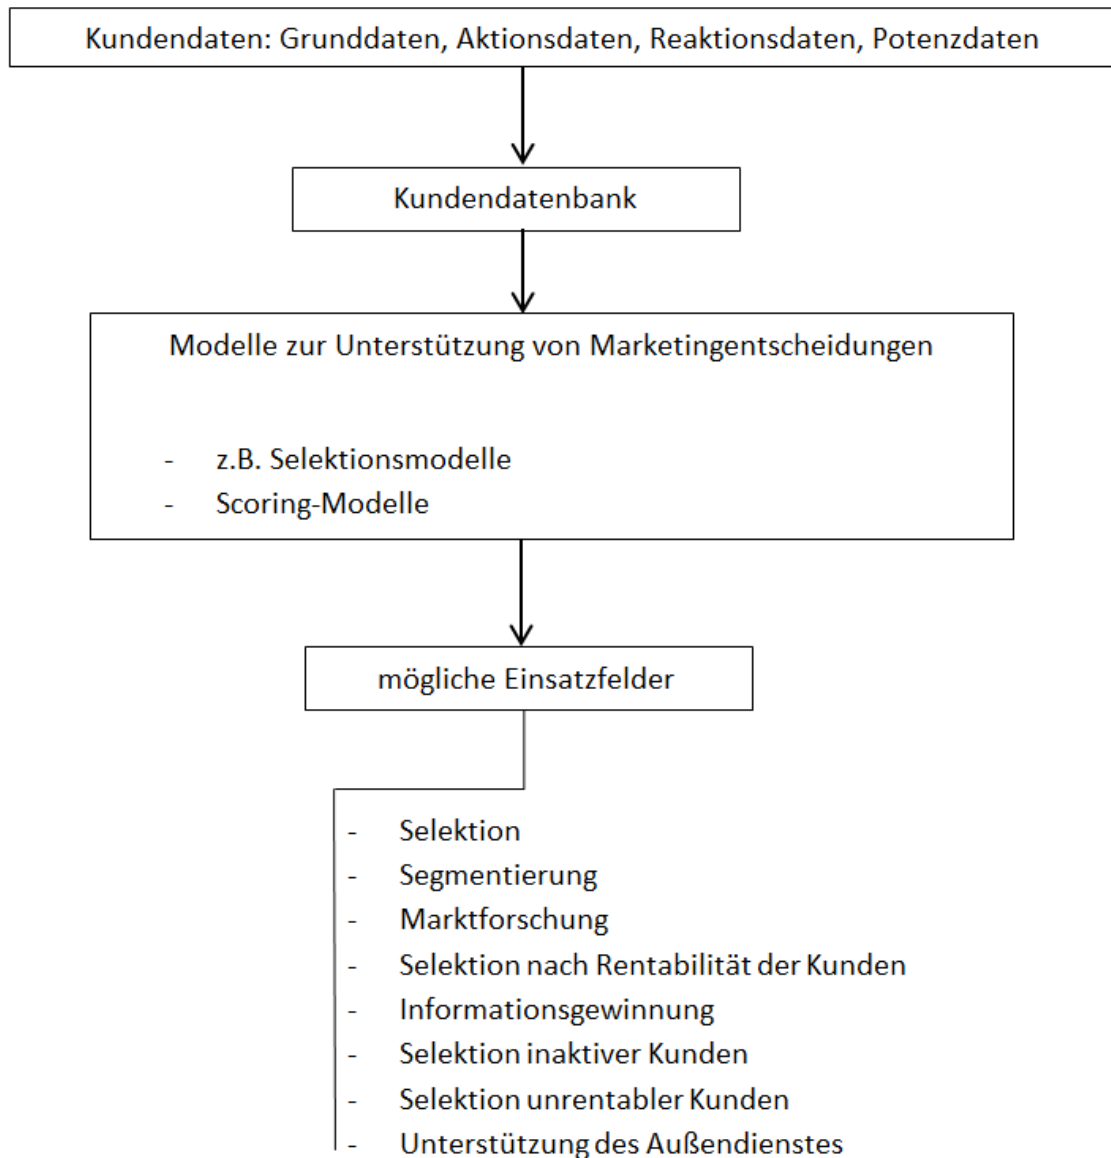 Kundendaten: Grunddaten, Aktionsdaten, Reaktionsdaten, Potenzdaten
Kundendatenbank
Modelle zur Unterstützung von Marketingentscheidungen
- z.B. Selektionsmodelle
- Scoring-Modelle
mögliche Einsatzfelder
- Selektion
- Segmentierung
- Marktforschung
- Selektion nach Rentabilität der Kunden
- Informationsgewinnung
- Selektion inaktiver Kunden
- Selektion unrentabler Kunden
- Unterstützung des Außendienstes